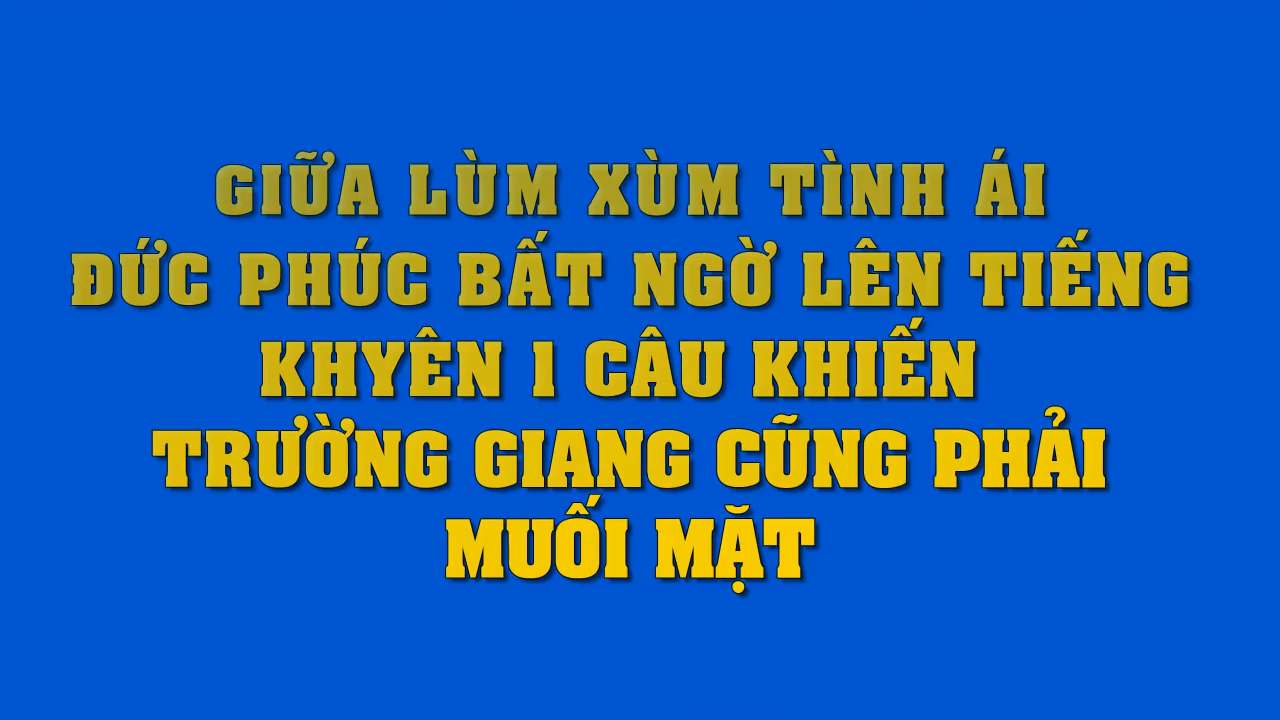 GIỮA LÙM XÙM TÌNH ÁI
ĐỨC PHÚC BẤT NGỜ LÊN TIẾNG
KHYÊN 1 CÂU KHIẾN
TRƯỜNG GIANG CŨNG PHẢI
MUỐI MẶT